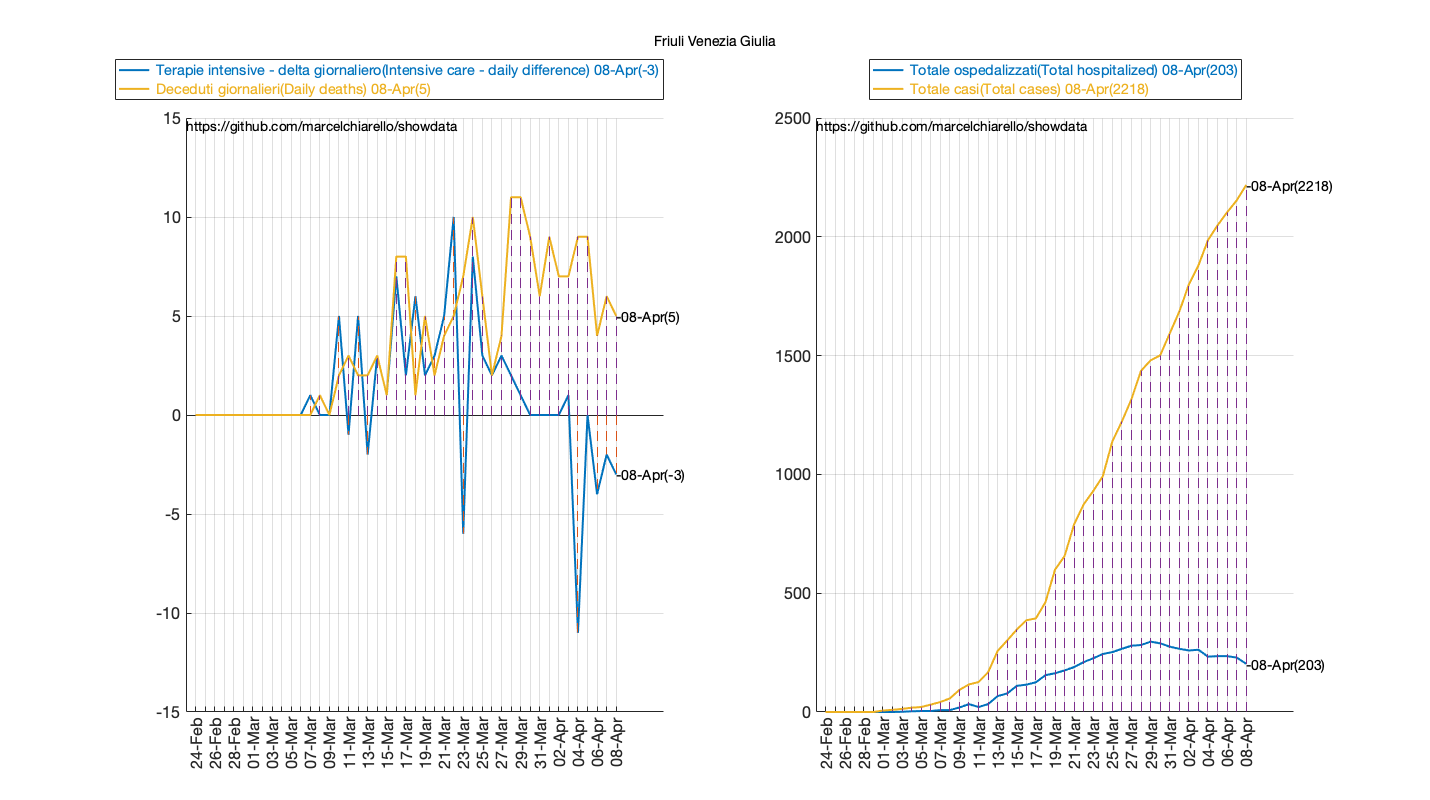 Friuli Venezia Giulia
Terapie intensive - delta giornaliero(Intensive care - daily difference) 08-Apr(-3)
Deceduti giornalieri(Daily deaths) 08-Apr(5)
https://github.com/marcelchiarello/showdata
15
10
5
0
-5
-10
-15
-08-Apr(5)
-08-Apr(-3)
24-Feb
26-Feb
28-Feb
01-Mar
03-Mar
05-Mar
07-Mar
09-Mar
11-Mar
13-Mar
15-Mar
17-Mar
19-Mar
21-Mar
23-Mar
25-Mar
27-Mar
29-Mar
31-Mar
02-Apr
04-Apr
06-Apr
08-Apr
Totale ospedalizzati(Total hospitalized) 08-Apr(203)
Totale casi(Total cases) 08-Apr(2218)
https://github.com/marcelchiarello/showdata
2500
2000
1500
1000
500
0
-08-Apr(2218)
-08-Apr(203)
24-Feb
26-Feb
28-Feb
01-Mar
03-Mar
05-Mar
07-Mar
09-Mar
11-Mar
13-Mar
15-Mar
17-Mar
19-Mar
21-Mar
23-Mar
25-Mar
27-Mar
29-Mar
31-Mar
02-Apr
04-Apr
06-Apr
08-Apr